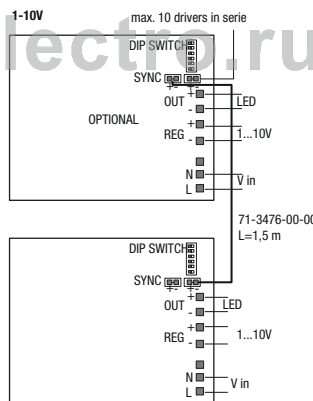 1-10V
max. 10 drivers in serie
lectro.ru
DIP SWITCH
SYNC
+ -
OUT
+
-
LED
OPTIONAL
REG
+
-
1...10V
N
L
V in
71-3476-00-00
L=1,5 m
DIP SWITCH
SYNC
+ -
OUT
+
-
LED
REG
+
-
1...10V
N
L
V in